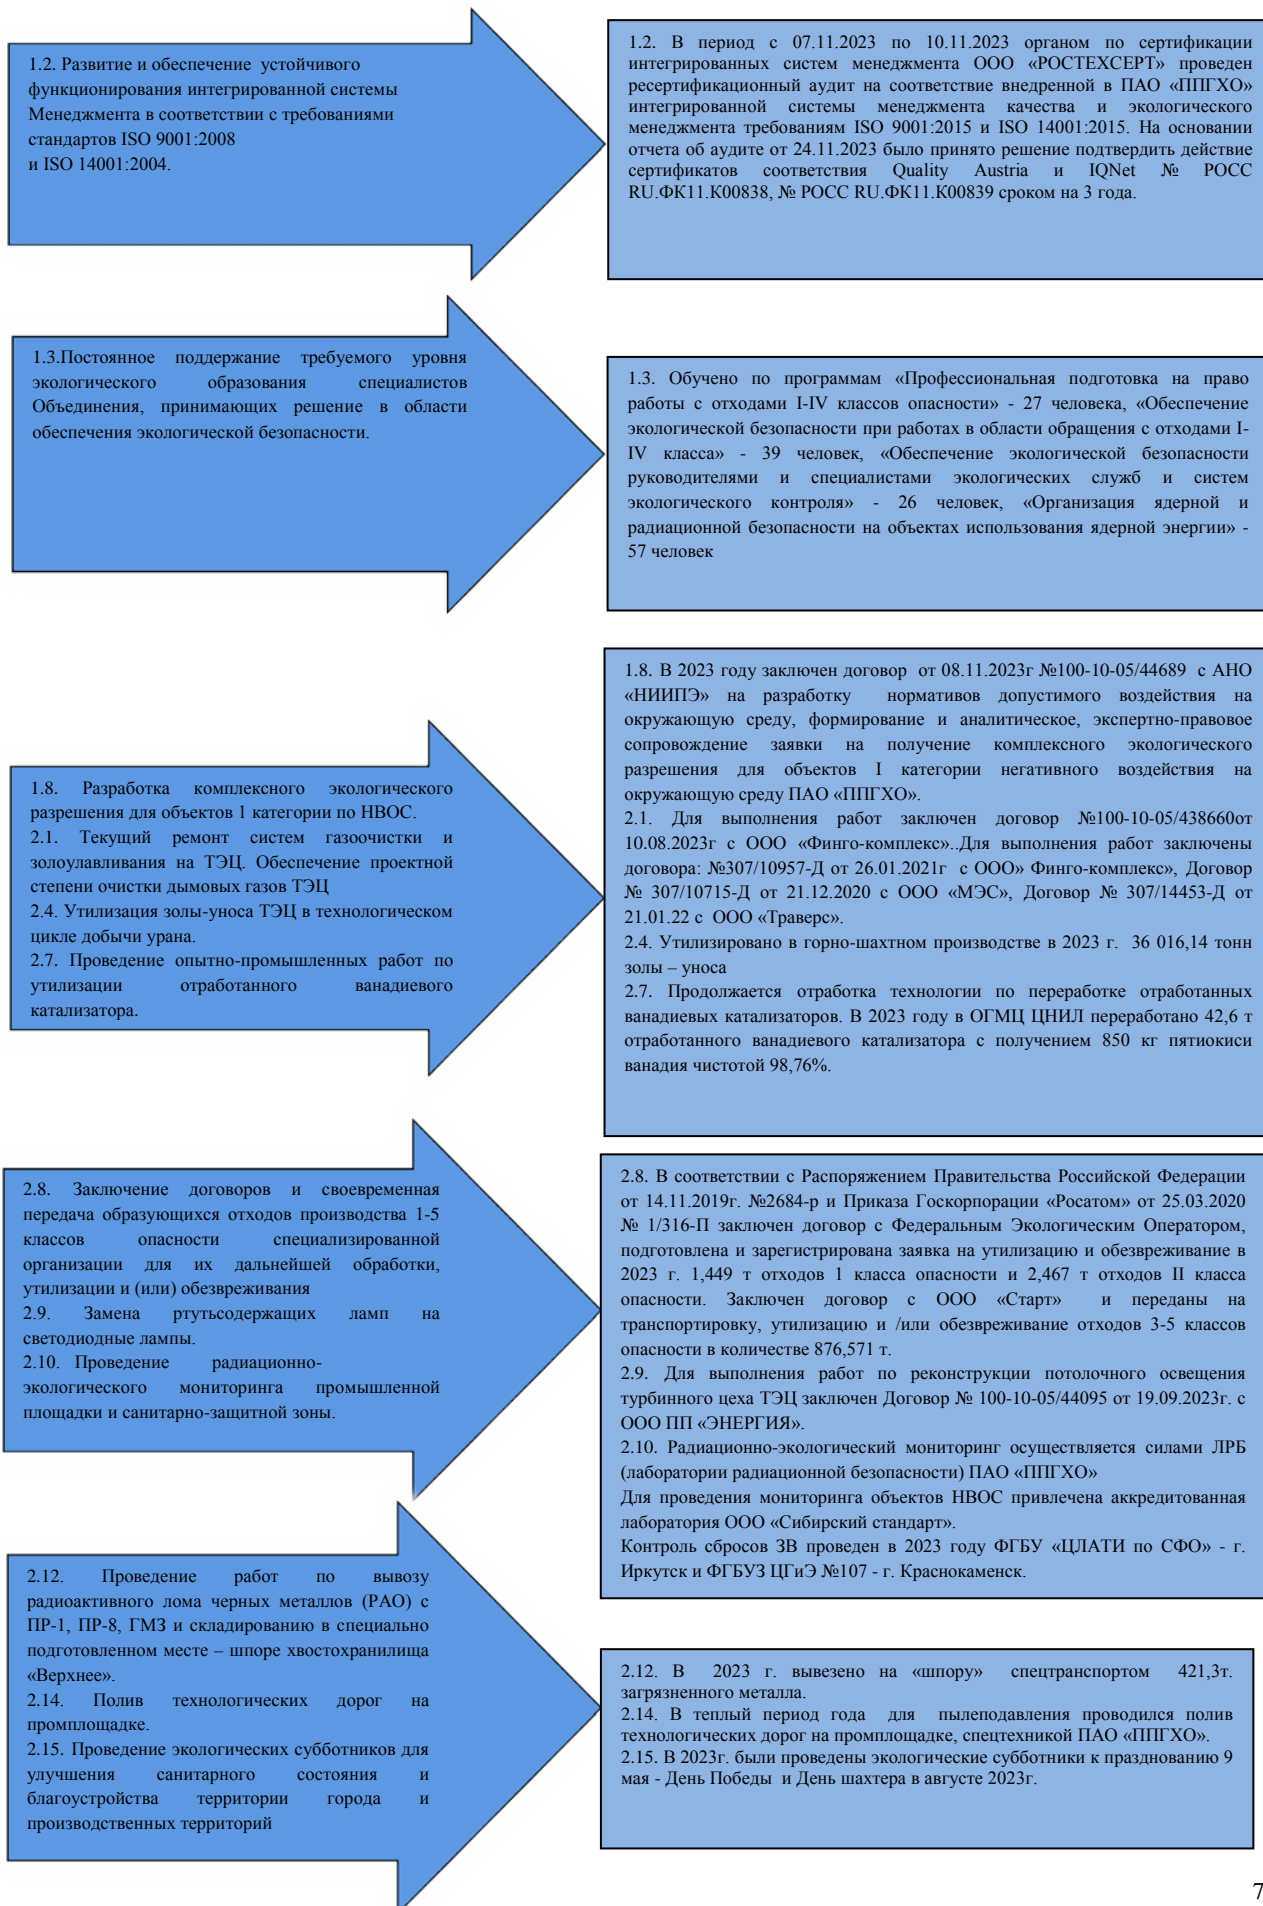 1.2. Развитие и обеспечение устойчивого
функционирования интегрированной системы
Менеджмента в соответствии с требованиями
стандартов ISO 9001:2008
и ISO 14001:2004.
1.2. В период с 07.11.2023 по 10.11.2023 органом по сертификации
интегрированных систем менеджмента ООО «РОСТЕХСЕРТ» проведен
ресертификационный аудит на соответствие внедренной в ПАО «ППГХО»
интегрированной системы менеджмента качества и экологического
менеджмента требованиям ISO 9001:2015 и ISO 14001:2015. На основании
отчета об аудите от 24.11.2023 было принято решение подтвердить действие
сертификатов соответствия Quality Austria и IQNet № РОСС
RU.ФК11.К00838, № РОСС RU.ФК11.К00839 сроком на 3 года.
1.3.Постоянное поддержание требуемого уровня
экологического образования специалистов
Объединения, принимающих решение в области
обеспечения экологической безопасности.
1.3. Обучено по программам «Профессиональная подготовка на право
работы с отходами I-IV классов опасности» - 27 человека, «Обеспечение
экологической безопасности при работах в области обращения с отходами I-
IV класса» - 39 человек, «Обеспечение экологической безопасности
руководителями и специалистами экологических служб и систем
экологического контроля» - 26 человек, «Организация ядерной и
радиационной безопасности на объектах использования ядерной энергии» -
57 человек
1.8. Разработка комплексного экологического
разрешения для объектов 1 категории по НВОС.
2.1. Текущий ремонт систем газоочистки и
золоулавливания на ТЭЦ. Обеспечение проектной
степени очистки дымовых газов ТЭЦ
2.4. Утилизация золы-уноса ТЭЦ в технологическом
цикле добычи урана.
2.7. Проведение опытно-промышленных работ по
утилизации отработанного ванадиевого
катализатора.
1.8. В 2023 году заключен договор от 08.11.2023г №100-10-05/44689 с АНО
«НИИПЭ» на разработку нормативов допустимого воздействия на
окружающую среду, формирование и аналитическое, экспертно-правовое
сопровождение заявки на получение комплексного экологического
разрешения для объектов I категории негативного воздействия на
окружающую среду ПАО «ППГХО».
2.1. Для выполнения работ заключен договор №100-10-05/438660от
10.08.2023г с ООО «Финго-комплекс»..Для выполнения работ заключены
договора: №307/10957-Д от 26.01.2021г с ООО» Финго-комплекс», Договор
№ 307/10715-Д от 21.12.2020 с ООО «МЭС», Договор № 307/14453-Д от
21.01.22 с ООО «Траверс».
2.4. Утилизировано в горно-шахтном производстве в 2023 г. 36 016,14 тонн
золы – уноса
2.7. Продолжается отработка технологии по переработке отработанных
ванадиевых катализаторов. В 2023 году в ОГМЦ ЦНИЛ переработано 42,6 т
отработанного ванадиевого катализатора с получением 850 кг пятиокиси
ванадия чистотой 98,76%.
2.8. Заключение договоров и своевременная
передача образующихся отходов производства 1-5
классов опасности специализированной
организации для их дальнейшей обработки,
утилизации и (или) обезвреживания
2.9. Замена ртутьсодержащих ламп на
светодиодные лампы.
2.10. Проведение радиационно-
экологического мониторинга промышленной
площадки и санитарно-защитной зоны.
2.8. В соответствии с Распоряжением Правительства Российской Федерации
от 14.11.2019г. №2684-р и Приказа Госкорпорации «Росатом» от 25.03.2020
№ 1/316-П заключен договор с Федеральным Экологическим Оператором,
подготовлена и зарегистрирована заявка на утилизацию и обезвреживание в
2023 г. 1,449 т отходов 1 класса опасности и 2,467 т отходов II класса
опасности. Заключен договор с ООО «Старт» и переданы на
транспортировку, утилизацию и /или обезвреживание отходов 3-5 классов
опасности в количестве 876,571 т.
2.9. Для выполнения работ по реконструкции потолочного освещения
турбинного цеха ТЭЦ заключен Договор № 100-10-05/44095 от 19.09.2023г. с
ООО ПП «ЭНЕРГИЯ».
2.10. Радиационно-экологический мониторинг осуществляется силами ЛРБ
(лаборатории радиационной безопасности) ПАО «ППГХО»
Для проведения мониторинга объектов НВОС привлечена аккредитованная
лаборатория ООО «Сибирский стандарт».
Контроль сбросов ЗВ проведен в 2023 году ФГБУ «ЦЛАТИ по СФО» - г.
Иркутск и ФГБУЗ ЦГиЭ №107 - г. Краснокаменск.
2.12. Проведение работ по вывозу
радиоактивного лома черных металлов (РАО) с
ПР-1, ПР-8, ГМЗ и складированию в специально
подготовленном месте – шпоре хвостохранилища
«Верхнее».
2.14. Полив технологических дорог на
промплощадке.
2.15. Проведение экологических субботников для
улучшения санитарного состояния и
благоустройства территории города и
производственных территорий
2.12. В 2023 г. вывезено на «шпору» спецтранспортом 421,3т.
загрязненного металла.
2.14. В теплый период года для пылеподавления проводился полив
технологических дорог на промплощадке, спецтехникой ПАО «ППГХО».
2.15. В 2023г. были проведены экологические субботники к празднованию 9
мая - День Победы и День шахтера в августе 2023г.
7